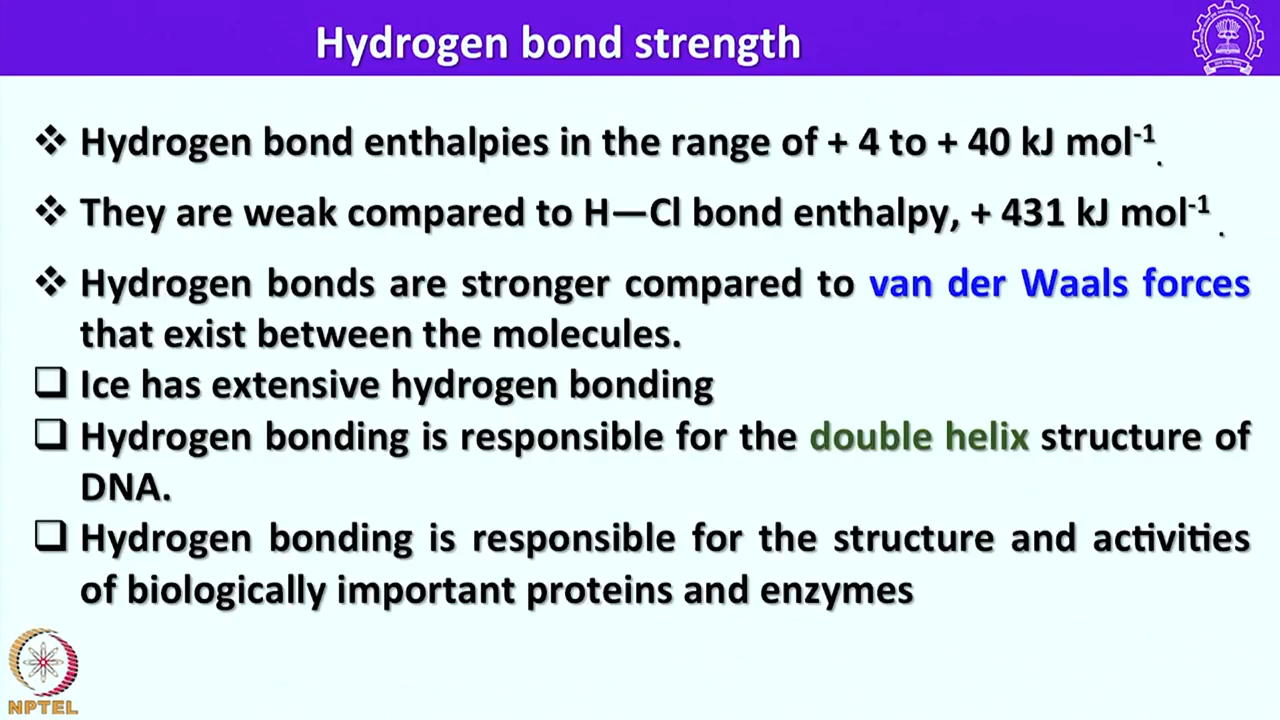 Hydrogen bond strength
❖ Hydrogen bond enthalpies in the range of + 4 to + 40 kJ mol⁻¹.
❖ They are weak compared to H—Cl bond enthalpy, + 431 kJ mol⁻¹.
❖ Hydrogen bonds are stronger compared to van der Waals forces
that exist between the molecules.
❑ Ice has extensive hydrogen bonding
❑ Hydrogen bonding is responsible for the double helix structure of
DNA.
❑ Hydrogen bonding is responsible for the structure and activities
of biologically important proteins and enzymes
NPTEL